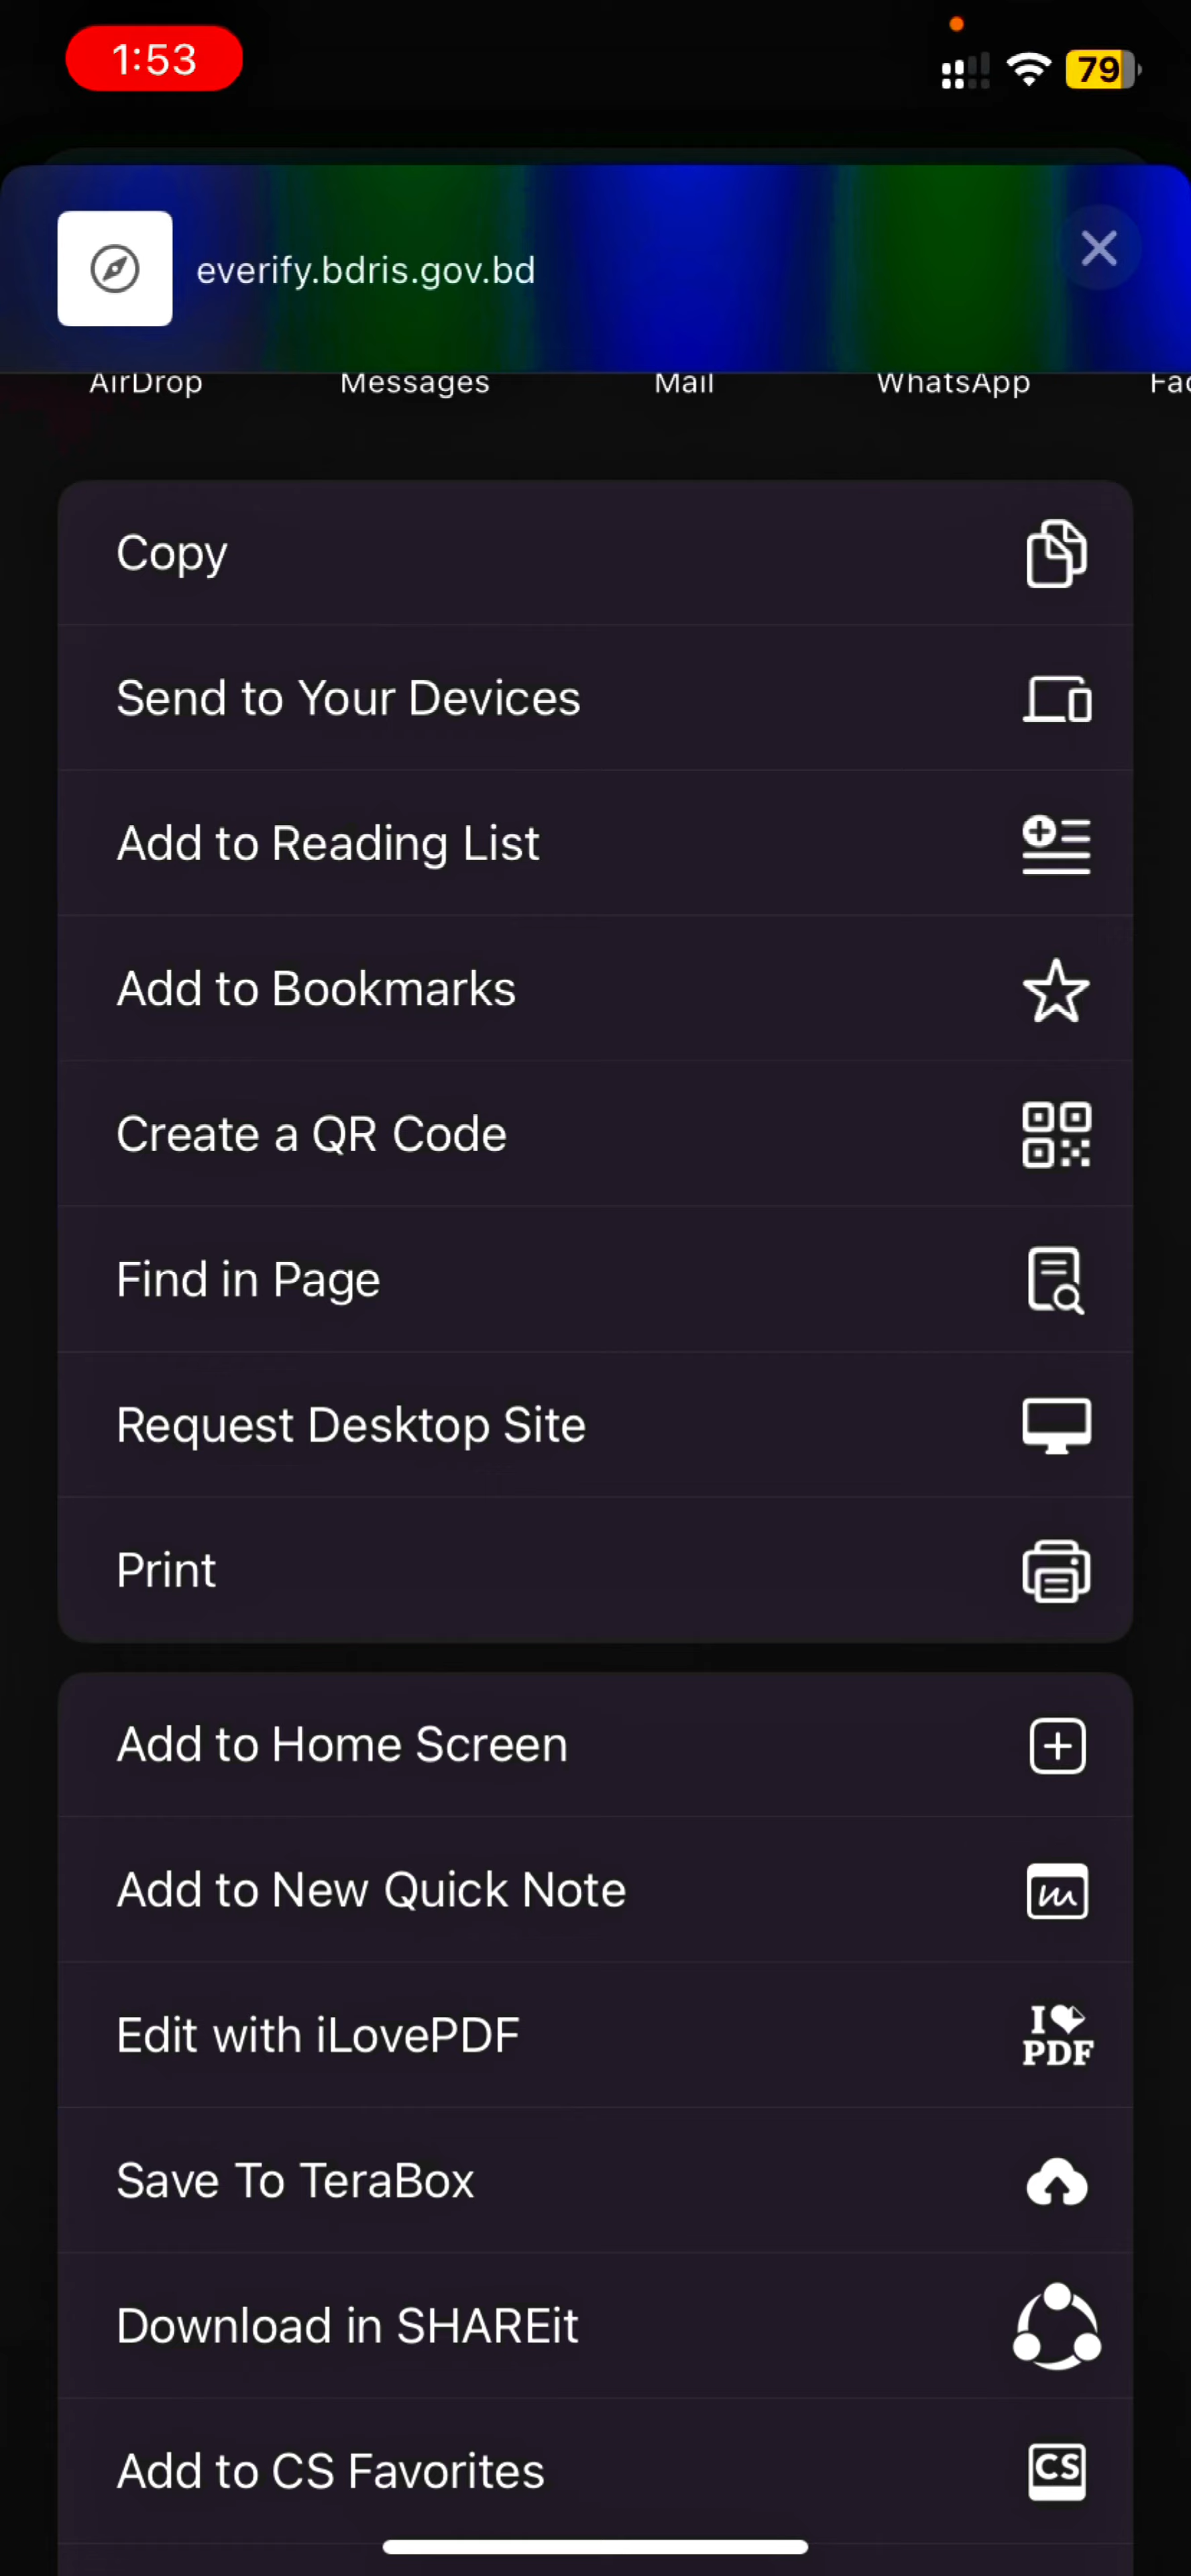 1:53
79
everify.bdris.gov.bd
AirDrop Messages Mail WhatsApp
Copy
Send to Your Devices
Add to Reading List
Add to Bookmarks
Create a QR Code
Find in Page
Request Desktop Site
Print
Add to Home Screen
Add to New Quick Note
Edit with iLovePDF
I
PDF
Save To TeraBox
Download in SHAREit
Add to CS Favorites
CS